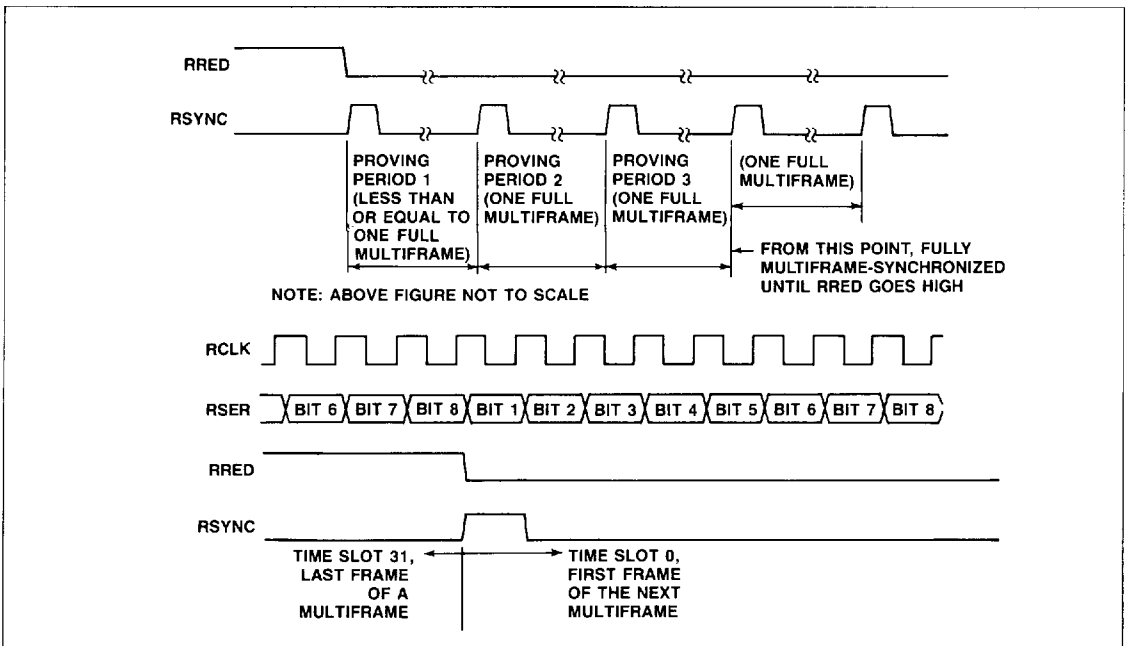 RRED
RSYNC
PROVING
PERIOD 1
(LESS THAN
OR EQUAL TO
ONE FULL
MULTIFRAME)
PROVING
PERIOD 2
(ONE FULL
MULTIFRAME)
PROVING
PERIOD 3
(ONE FULL
MULTIFRAME)
(ONE FULL
MULTIFRAME)
FROM THIS POINT, FULLY
MULTIFRAME-SYNCHRONIZED
UNTIL RRED GOES HIGH
NOTE: ABOVE FIGURE NOT TO SCALE
RCLK
RSER BIT 6 BIT 7 BIT 8 BIT 1 BIT 2 BIT 3 BIT 4 BIT 5 BIT 6 BIT 7 BIT 8
RRED
RSYNC
TIME SLOT 31,
LAST FRAME
OF A
MULTIFRAME
TIME SLOT 0,
FIRST FRAME
OF THE NEXT
MULTIFRAME